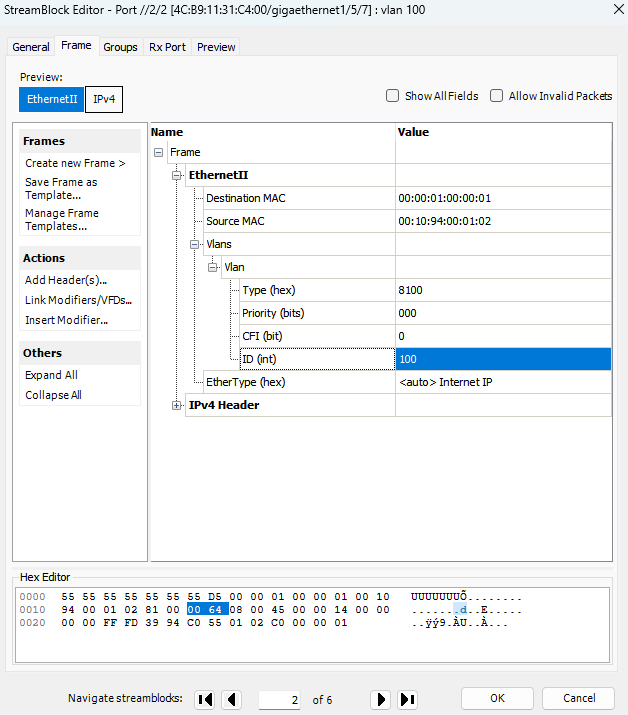 StreamBlock Editor - Port //2/2 [4C:B9:11:31:C4:00/gigaethernet1/5/7] : vlan 100
General Frame Groups Rx Port Preview
Preview:
EthernetII IPv4
Show All Fields Allow Invalid Packets
Frames
Create new Frame >
Save Frame as
Template...
Manage Frame
Templates...
Actions
Add Header(s)...
Link Modifiers/VFDs...
Insert Modifier...
Others
Expand All
Collapse All
Name Value
Frame
EthernetII
Destination MAC 00:00:01:00:00:01
Source MAC 00:10:94:00:01:02
Vlans
Vlan
Type (hex) 8100
Priority (bits) 000
CFI (bit) 0
ID (int) 100
EtherType (hex) <auto> Internet IP
IPv4 Header
Hex Editor
0000 55 55 55 55 55 55 55 D5 00 00 01 00 00 01 00 10 UUUUUUUÕ........
0010 94 00 01 02 81 00 00 64 08 00 45 00 00 14 00 00 .......d..E.....
0020 00 00 FF FD 39 94 C0 55 01 02 C0 00 00 01 ..ÿý9.ÀU..À...
Navigate streamblocks: 2 of 6
OK Cancel